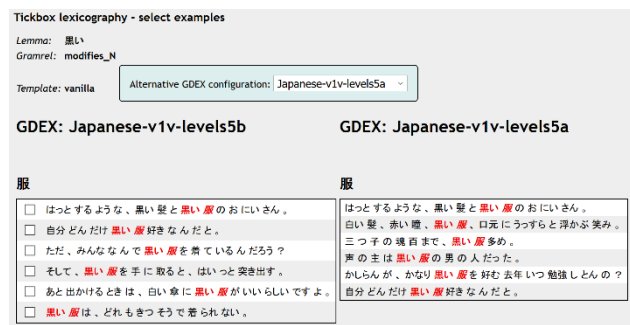 Tickbox lexicography - select examples
Lemma: 黒い
Gramrel: modifies_N
Template: vanilla
Alternative GDEX configuration: Japanese-v1v-levels5a
GDEX: Japanese-v1v-levels5b
服
はっと する ような 、 黒い 髪 と 黒い 服 の お にい さん 。
自分 どん だけ 黒い 服 好き な ん だ と 。
ただ 、 みんな なんで 黒い 服 を 着 て いる ん だろう ?
そして 、 黒い 服 を 手 に 取る と 、 はい っと 突き出す 。
あと 出かける とき は 、 白い 傘 に 黒い 服 が いい らしい です よ 。
黒い 服 は 、 どれ も きつ そう で 着 られ ない 。
GDEX: Japanese-v1v-levels5a
服
はっと する ような 、 黒い 髪 と 黒い 服 の お にい さん 。
白い 髪 、 赤い 瞳 、 黒い 服 、 口元 に うっすら と 浮かぶ 笑み 。
三 つ 子 の 魂 百 まで 、 黒い 服 多め 。
声 の 主 は 黒い 服 の 男 の 人 だっ た 。
かしらん が 、 かなり 黒い 服 を 好む 去年 いつ 勉強 し とん の ?
自分 どん だけ 黒い 服 好き な ん だ と 。